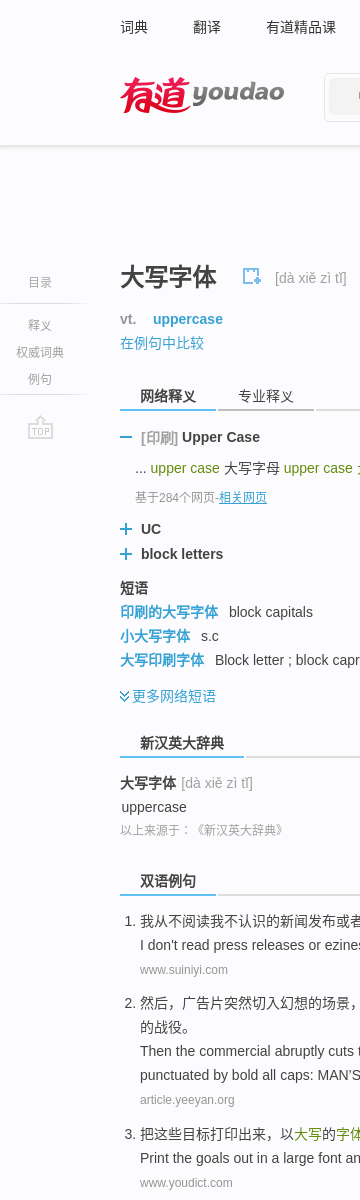 词典 翻译 有道精品课
有道 youdao
目录
释义
权威词典
例句
TOP
大写字体 [dà xiě zì tǐ]
vt. uppercase
在例句中比较
网络释义 专业释义
[印刷] Upper Case
... upper case 大写字母 upper case
基于284个网页-相关网页
UC
block letters
短语
印刷的大写字体 block capitals
小大写字体 s.c
大写印刷字体 Block letter ; block capr
更多网络短语
新汉英大辞典
大写字体 [dà xiě zì tǐ]
uppercase
以上来源于：《新汉英大辞典》
双语例句
1. 我从不阅读我不认识的新闻发布或者
I don't read press releases or ezines
www.suiniyi.com
2. 然后，广告片突然切入幻想的场景，
的战役。
Then the commercial abruptly cuts
punctuated by bold all caps: MAN'S
article.yeeyan.org
3. 把这些目标打印出来，以大写的字体
Print the goals out in a large font an
www.youdict.com